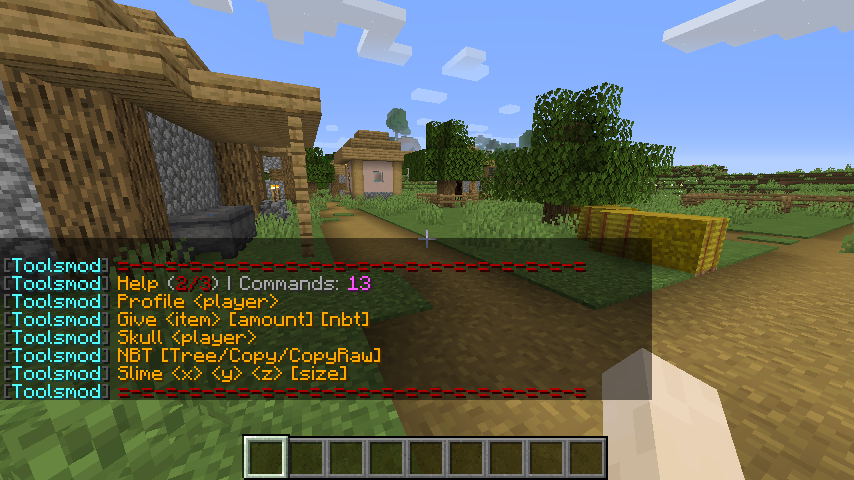 [Toolsmod] =-=-=-=-=-=-=-=-=-=-=-=-=-=-=-=-=-=-=-=
[Toolsmod] Help (2/3) | Commands: 13
[Toolsmod] Profile <player>
[Toolsmod] Give <item> [amount] [nbt]
[Toolsmod] Skull <player>
[Toolsmod] NBT [Tree/Copy/CopyRaw]
[Toolsmod] Slime <x> <y> <z> [size]
[Toolsmod] =-=-=-=-=-=-=-=-=-=-=-=-=-=-=-=-=-=-=-=